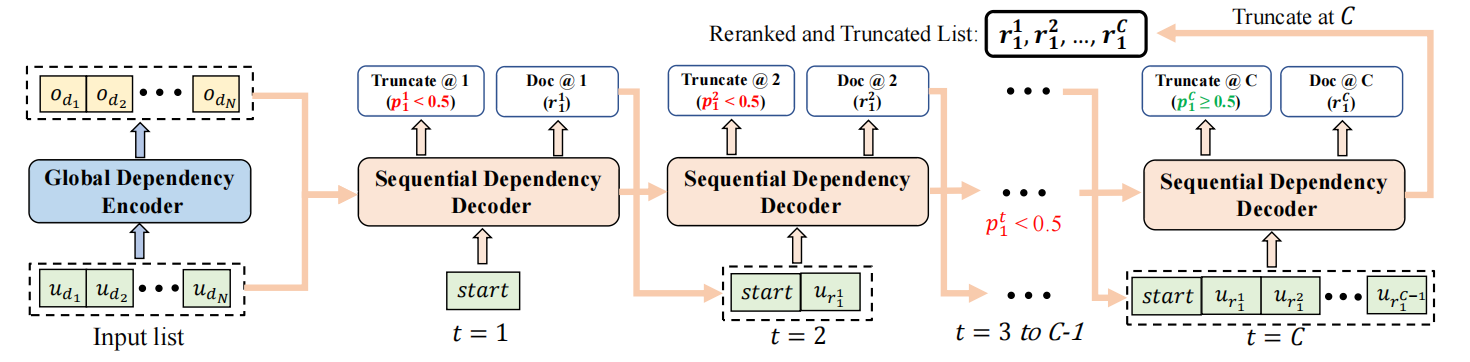 Reranked and Truncated List: r_1^1, r_1^2, ..., r_1^C
Truncate at C
o_{d_1} o_{d_2} ••• o_{d_N}
Truncate @ 1
(p_1^1 < 0.5)
Doc @ 1
(r_1^1)
Truncate @ 2
(p_1^2 < 0.5)
Doc @ 2
(r_1^2)
•••
Truncate @ C
(p_1^C ≥ 0.5)
Doc @ C
(r_1^C)
Global Dependency
Encoder
Sequential Dependency
Decoder
Sequential Dependency
Decoder
•••
p_1^t < 0.5
Sequential Dependency
Decoder
u_{d_1} u_{d_2} ••• u_{d_N}
start
start u_{r_1^1}
•••
start u_{r_1^1} u_{r_1^2} ••• u_{r_1^{C-1}}
Input list
t = 1
t = 2
t = 3 to C-1
t = C